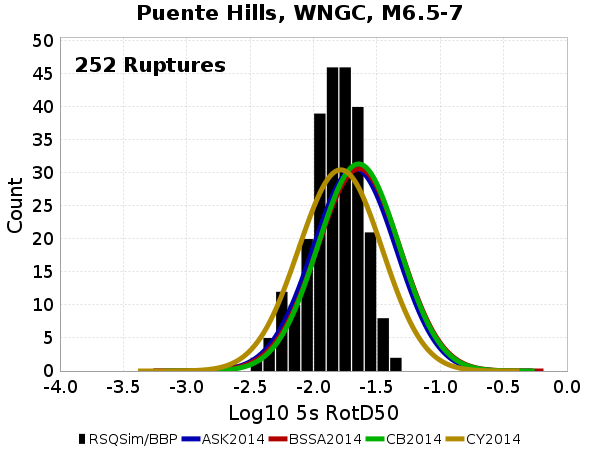 Puente Hills, WNGC, M6.5-7
252 Ruptures
50
45
40
35
30
25
20
15
10
5
0
Count
-4.0 -3.5 -3.0 -2.5 -2.0 -1.5 -1.0 -0.5 0.0
Log10 5s RotD50
RSQSim/BBP ASK2014 BSSA2014 CB2014 CY2014